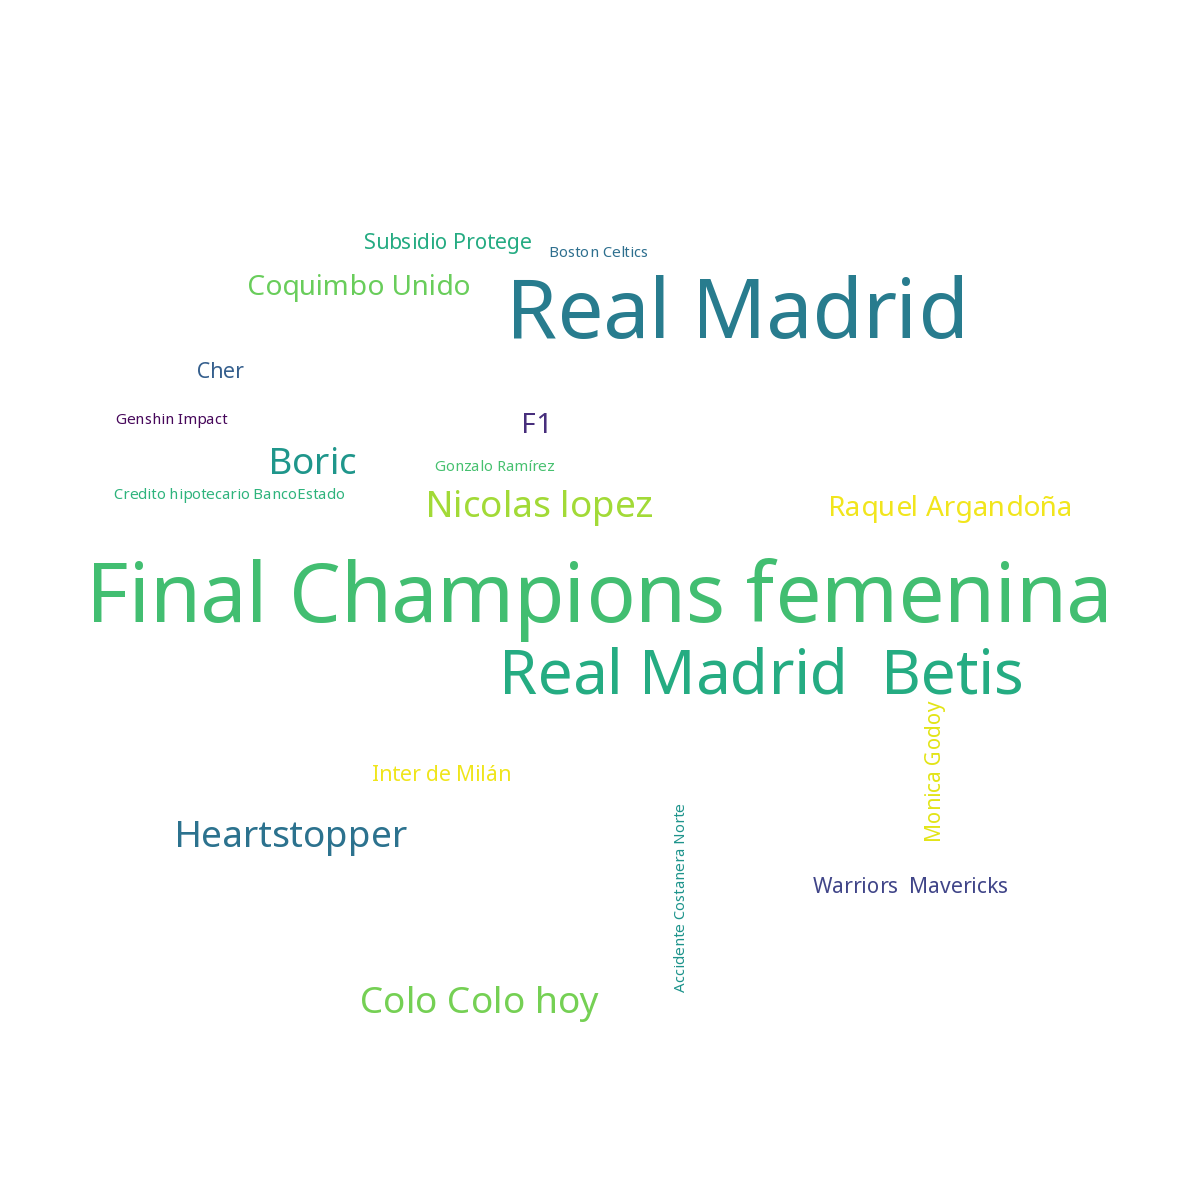 Subsidio Protege
Boston Celtics
Coquimbo Unido
Real Madrid
Cher
Genshin Impact
F1
Boric
Gonzalo Ramírez
Credito hipotecario BancoEstado
Nicolas lopez
Raquel Argandoña
Final Champions femenina
Real Madrid  Betis
Monica Godoy
Inter de Milán
Heartstopper
Accidente Costanera Norte
Warriors  Mavericks
Colo Colo hoy